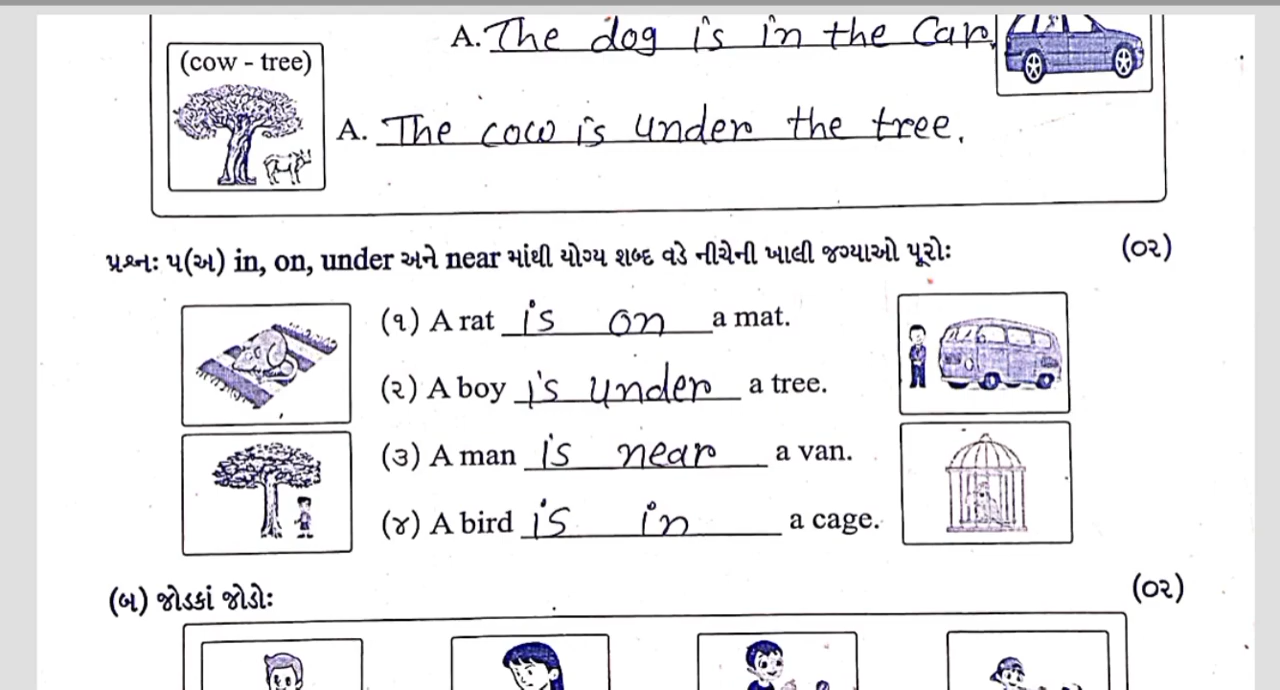 A. The dog is in the Car.
(cow - tree)
A. The cow is under the tree.
પ્રશ્ન: ૫(અ) in, on, under અને near માંથી યોગ્ય શબ્દ વડે નીચેની ખાલી જગ્યાઓ પૂરો: (૦૨)
(૧) A rat is on a mat.
(૨) A boy is under a tree.
(૩) A man is near a van.
(૪) A bird is in a cage.
(બ) જોડકાં જોડો: (૦૨)